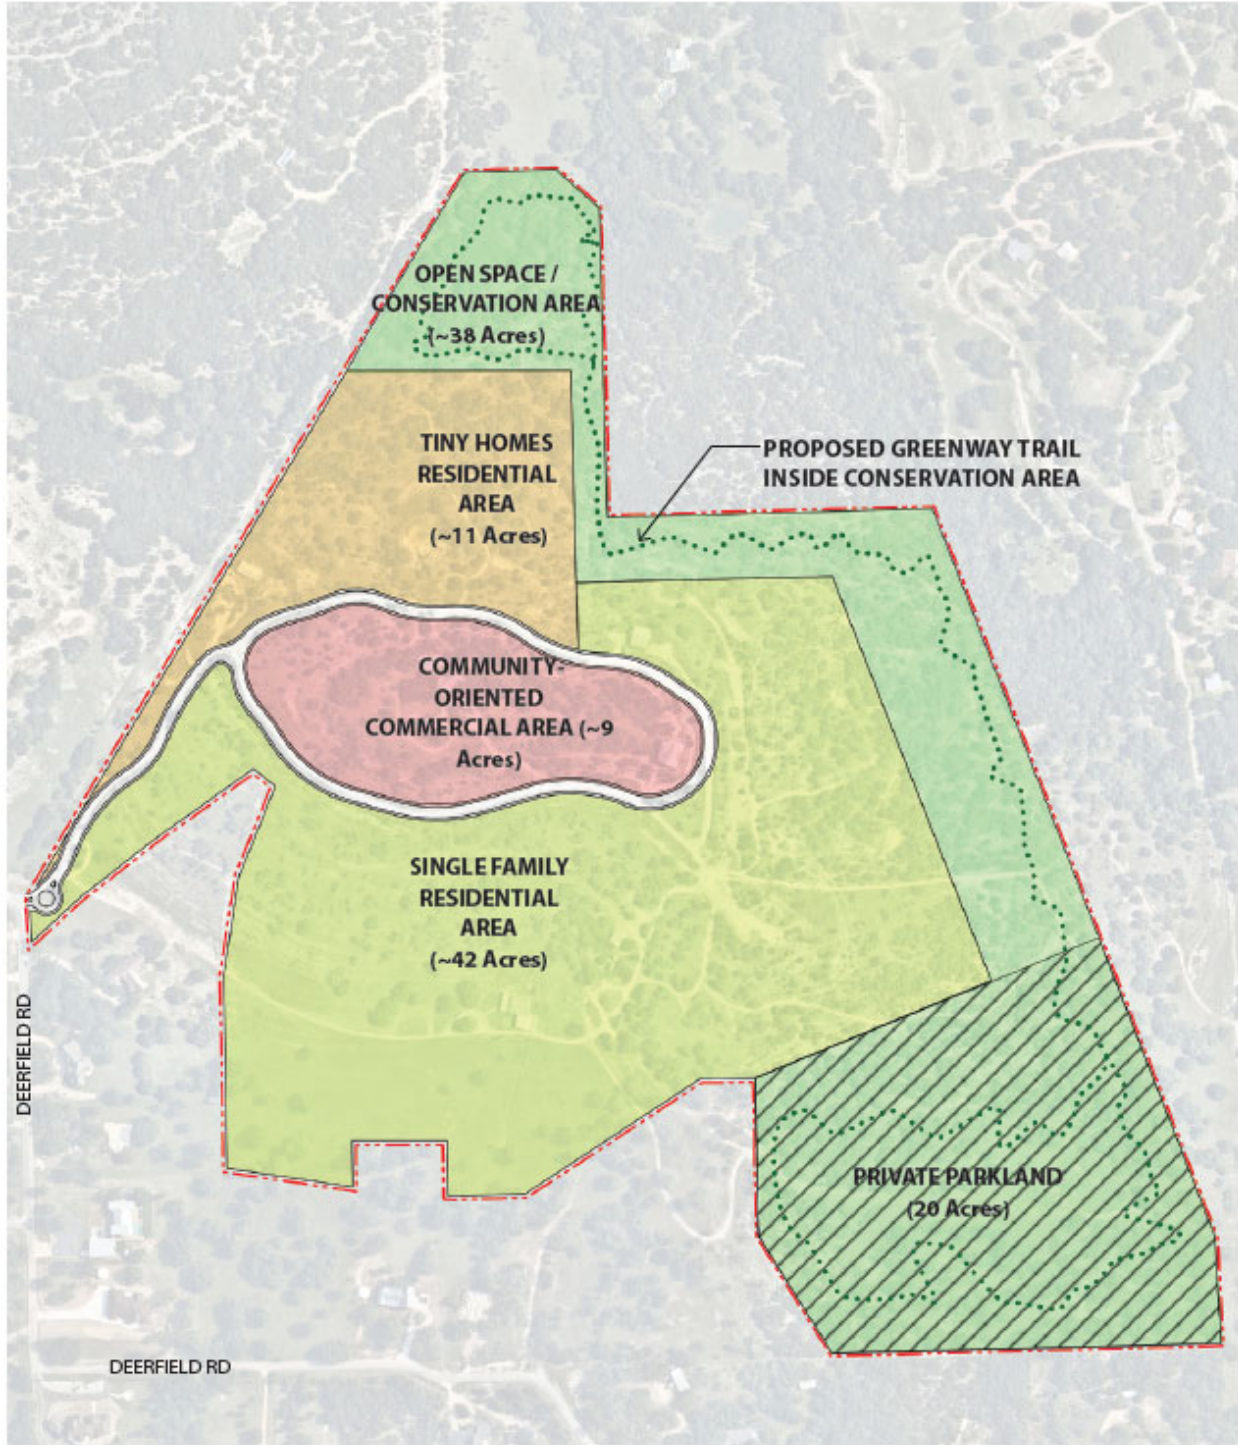 OPEN SPACE /
CONSERVATION AREA
(~38 Acres)
TINY HOMES
RESIDENTIAL
AREA
(~11 Acres)
PROPOSED GREENWAY TRAIL
INSIDE CONSERVATION AREA
COMMUNITY-
ORIENTED
COMMERCIAL AREA (~9
Acres)
SINGLE FAMILY
RESIDENTIAL
AREA
(~42 Acres)
DEERFIELD RD
PRIVATE PARKLAND
(20 Acres)
DEERFIELD RD